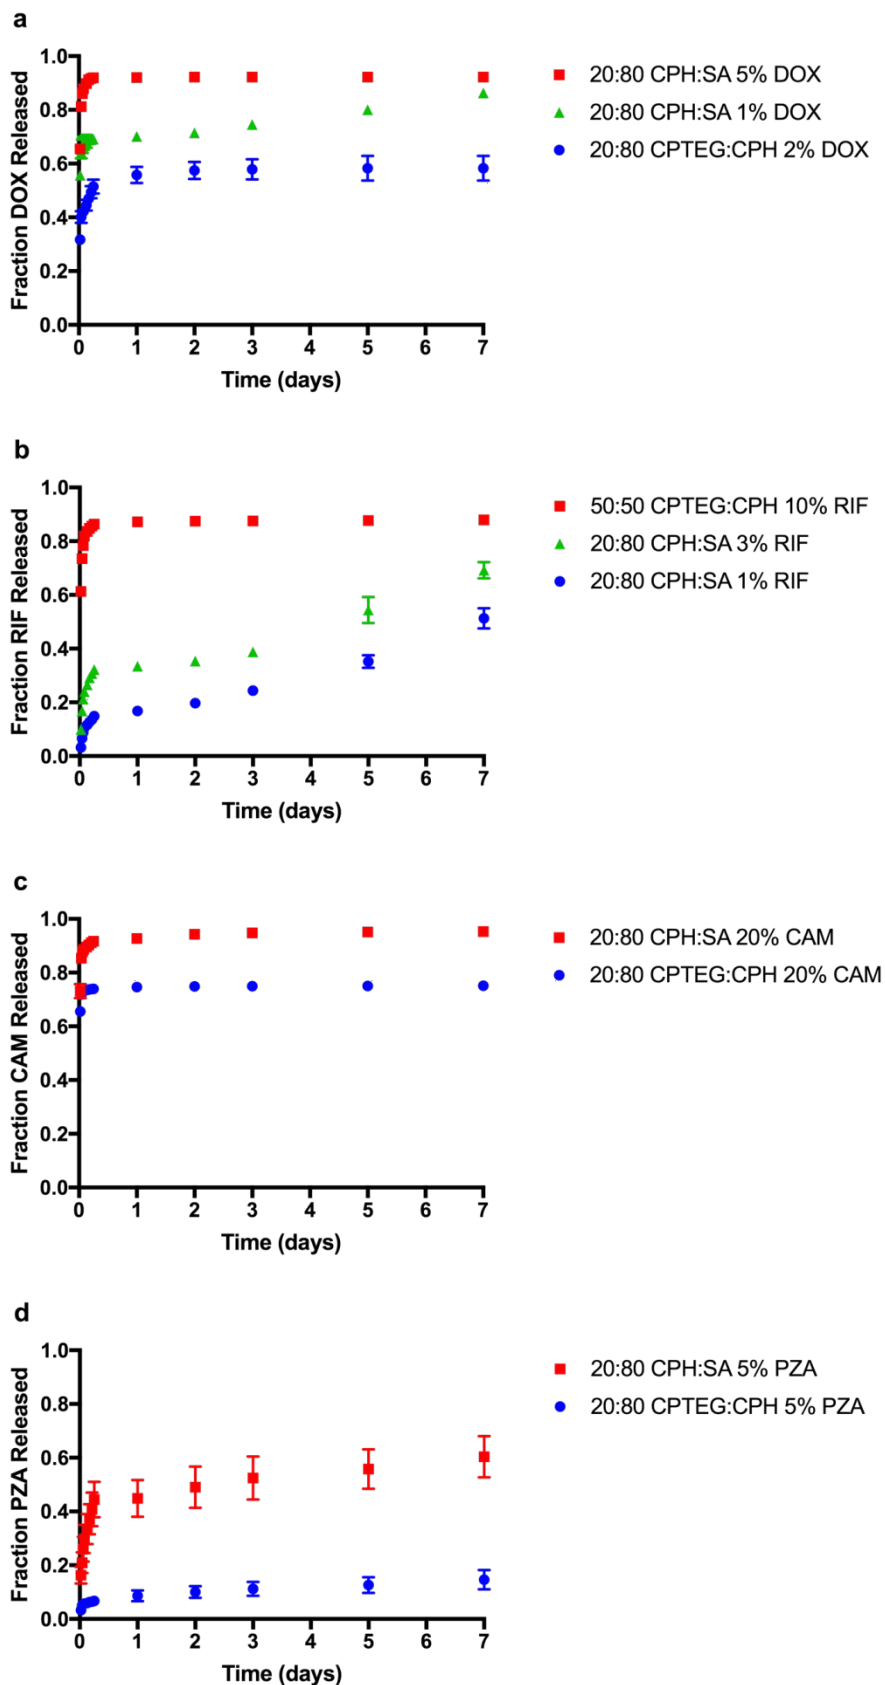 a
1.0
0.8
0.6
0.4
0.2
0.0
Fraction DOX Released
0 1 2 3 4 5 6 7
Time (days)
20:80 CPH:SA 5% DOX
20:80 CPH:SA 1% DOX
20:80 CPTEG:CPH 2% DOX
b
1.0
0.8
0.6
0.4
0.2
0.0
Fraction RIF Released
0 1 2 3 4 5 6 7
Time (days)
50:50 CPTEG:CPH 10% RIF
20:80 CPH:SA 3% RIF
20:80 CPH:SA 1% RIF
c
1.0
0.8
0.6
0.4
0.2
0.0
Fraction CAM Released
0 1 2 3 4 5 6 7
Time (days)
20:80 CPH:SA 20% CAM
20:80 CPTEG:CPH 20% CAM
d
1.0
0.8
0.6
0.4
0.2
0.0
Fraction PZA Released
0 1 2 3 4 5 6 7
Time (days)
20:80 CPH:SA 5% PZA
20:80 CPTEG:CPH 5% PZA